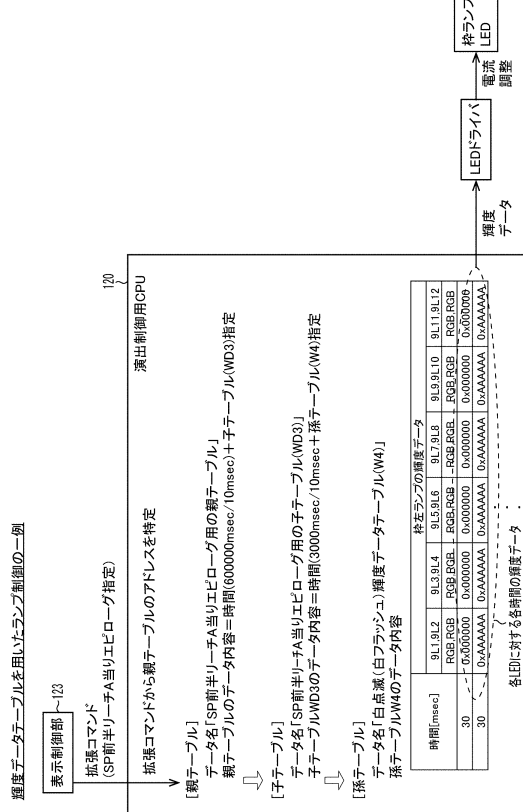 輝度データテーブルを用いたランプ制御の一例
表示制御部
123
拡張コマンド
(SP前半リーチA当りエピローグ指定)
120
演出制御用CPU
拡張コマンドから親テーブルのアドレスを特定
[親テーブル]
データ名「SP前半リーチA当りエピローグ用の親テーブル」
親テーブルのデータ内容=時間(600000msec/10msec)+子テーブル(WD3)指定
[子テーブル]
データ名「SP前半リーチA当りエピローグ用の子テーブル(WD3)」
子テーブルWD3のデータ内容=時間(3000msec/10msec+孫テーブル(W4)指定
[孫テーブル]
データ名「白点滅(白フラッシュ)輝度データテーブル(W4)」
孫テーブルW4のデータ内容
時間[msec] 枠左ランプの輝度データ
9L1,9L2 9L3,9L4 9L5,9L6 9L7,9L8 9L9,9L10 9L11,9L12
RGB,RGB RGB,RGB RGB,RGB RGB,RGB RGB,RGB RGB,RGB
30 0x000000 0x000000 0x000000 0x000000 0x000000 0x000000
30 0xAAAAAA 0xAAAAAA 0xAAAAAA 0xAAAAAA 0xAAAAAA 0xAAAAAA
各LEDに対する各時間の輝度データ
輝度
データ
LEDドライバ
電流
調整
枠ランプ
LED